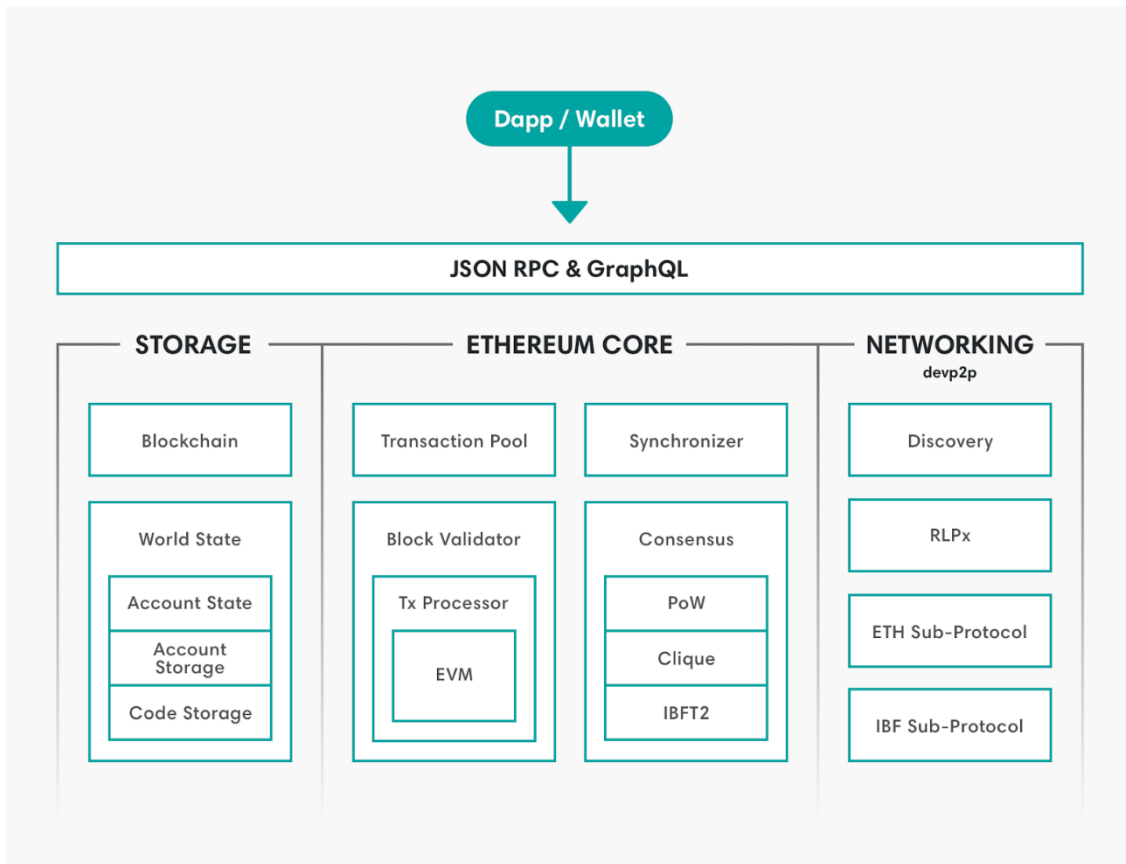 Dapp / Wallet
JSON RPC & GraphQL
STORAGE
Blockchain
World State
Account State
Account
Storage
Code Storage
ETHEREUM CORE
Transaction Pool
Synchronizer
Block Validator
Tx Processor
EVM
Consensus
PoW
Clique
IBFT2
NETWORKING
devp2p
Discovery
RLPx
ETH Sub-Protocol
IBF Sub-Protocol